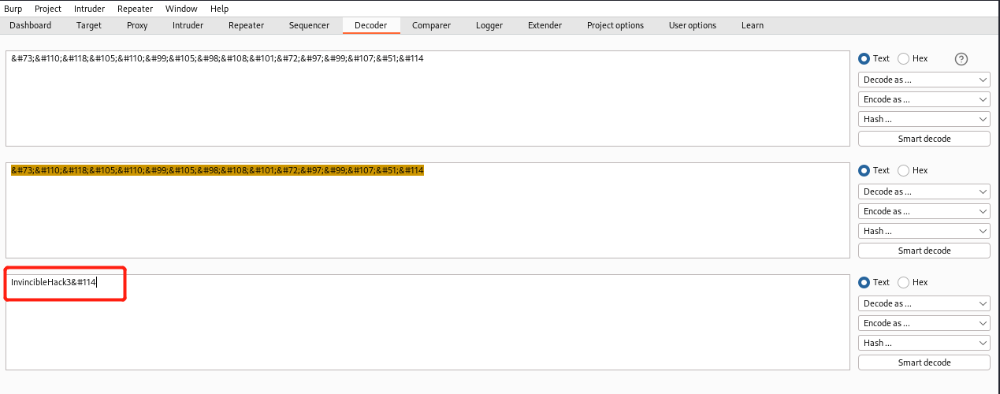 Burp Project Intruder Repeater Window Help
Dashboard Target Proxy Intruder Repeater Sequencer Decoder Comparer Logger Extender Project options User options Learn
&#73;&#110;&#118;&#105;&#110;&#99;&#105;&#98;&#108;&#101;&#72;&#97;&#99;&#107;&#51;&#114
Text Hex ?
Decode as ...
Encode as ...
Hash ...
Smart decode
&#73;&#110;&#118;&#105;&#110;&#99;&#105;&#98;&#108;&#101;&#72;&#97;&#99;&#107;&#51;&#114
Text Hex
Decode as ...
Encode as ...
Hash ...
Smart decode
InvincibleHack3&#114
Text Hex
Decode as ...
Encode as ...
Hash ...
Smart decode